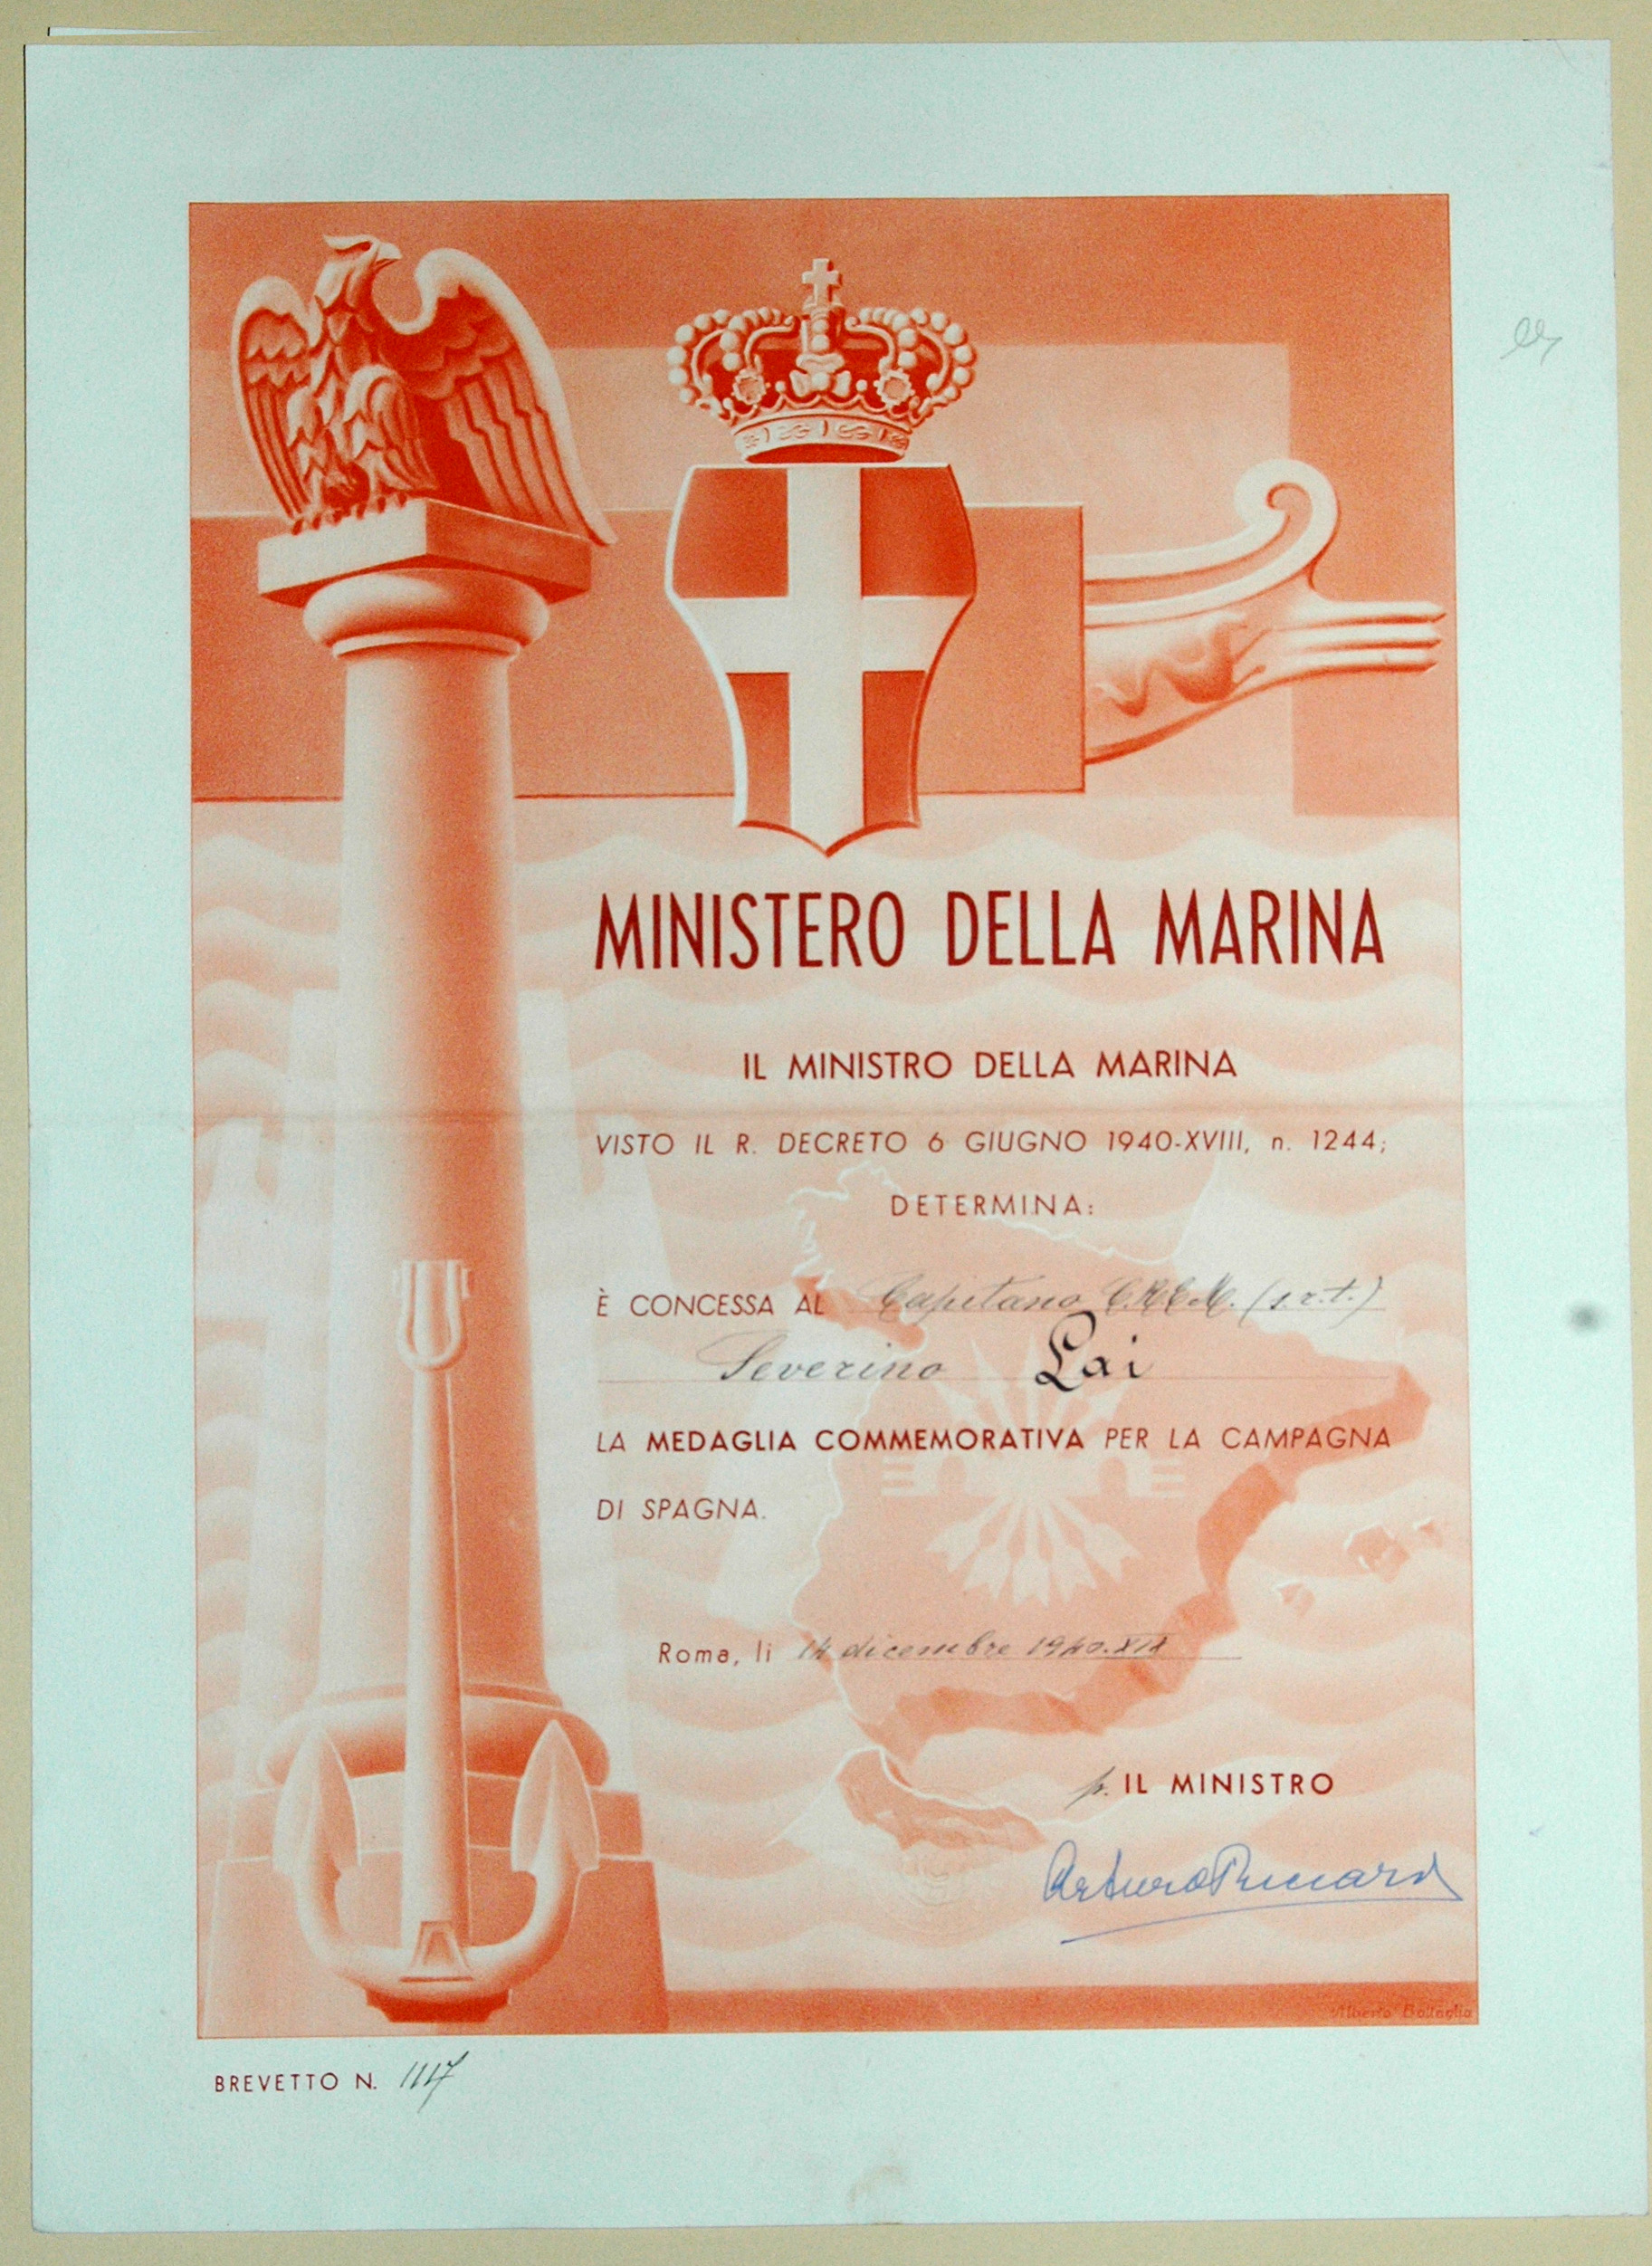 MINISTERO DELLA MARINA
IL MINISTRO DELLA MARINA
VISTO IL R. DECRETO 6 GIUGNO 1940-XVIII, n. 1244;
DETERMINA:
È CONCESSA AL Capitano C.R.E.M. (s.r.t.)
Severino Lai
LA MEDAGLIA COMMEMORATIVA PER LA CAMPAGNA
DI SPAGNA.
Roma, li 14 dicembre 1940.XIX
p. IL MINISTRO
Arturo Riccardi
Alberto Battaglia
BREVETTO N. 1117